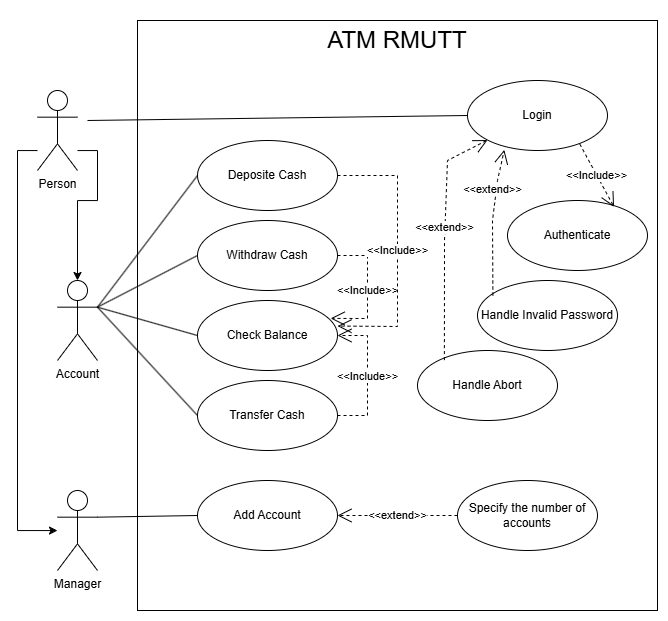 ATM RMUTT
Login
Person
Deposite Cash
<<Include>>
<<extend>>
Authenticate
<<extend>>
Withdraw Cash
<<Include>>
<<Include>>
Handle Invalid Password
Check Balance
Account
<<Include>>
Handle Abort
Transfer Cash
Add Account
<<extend>>
Specify the number of
accounts
Manager